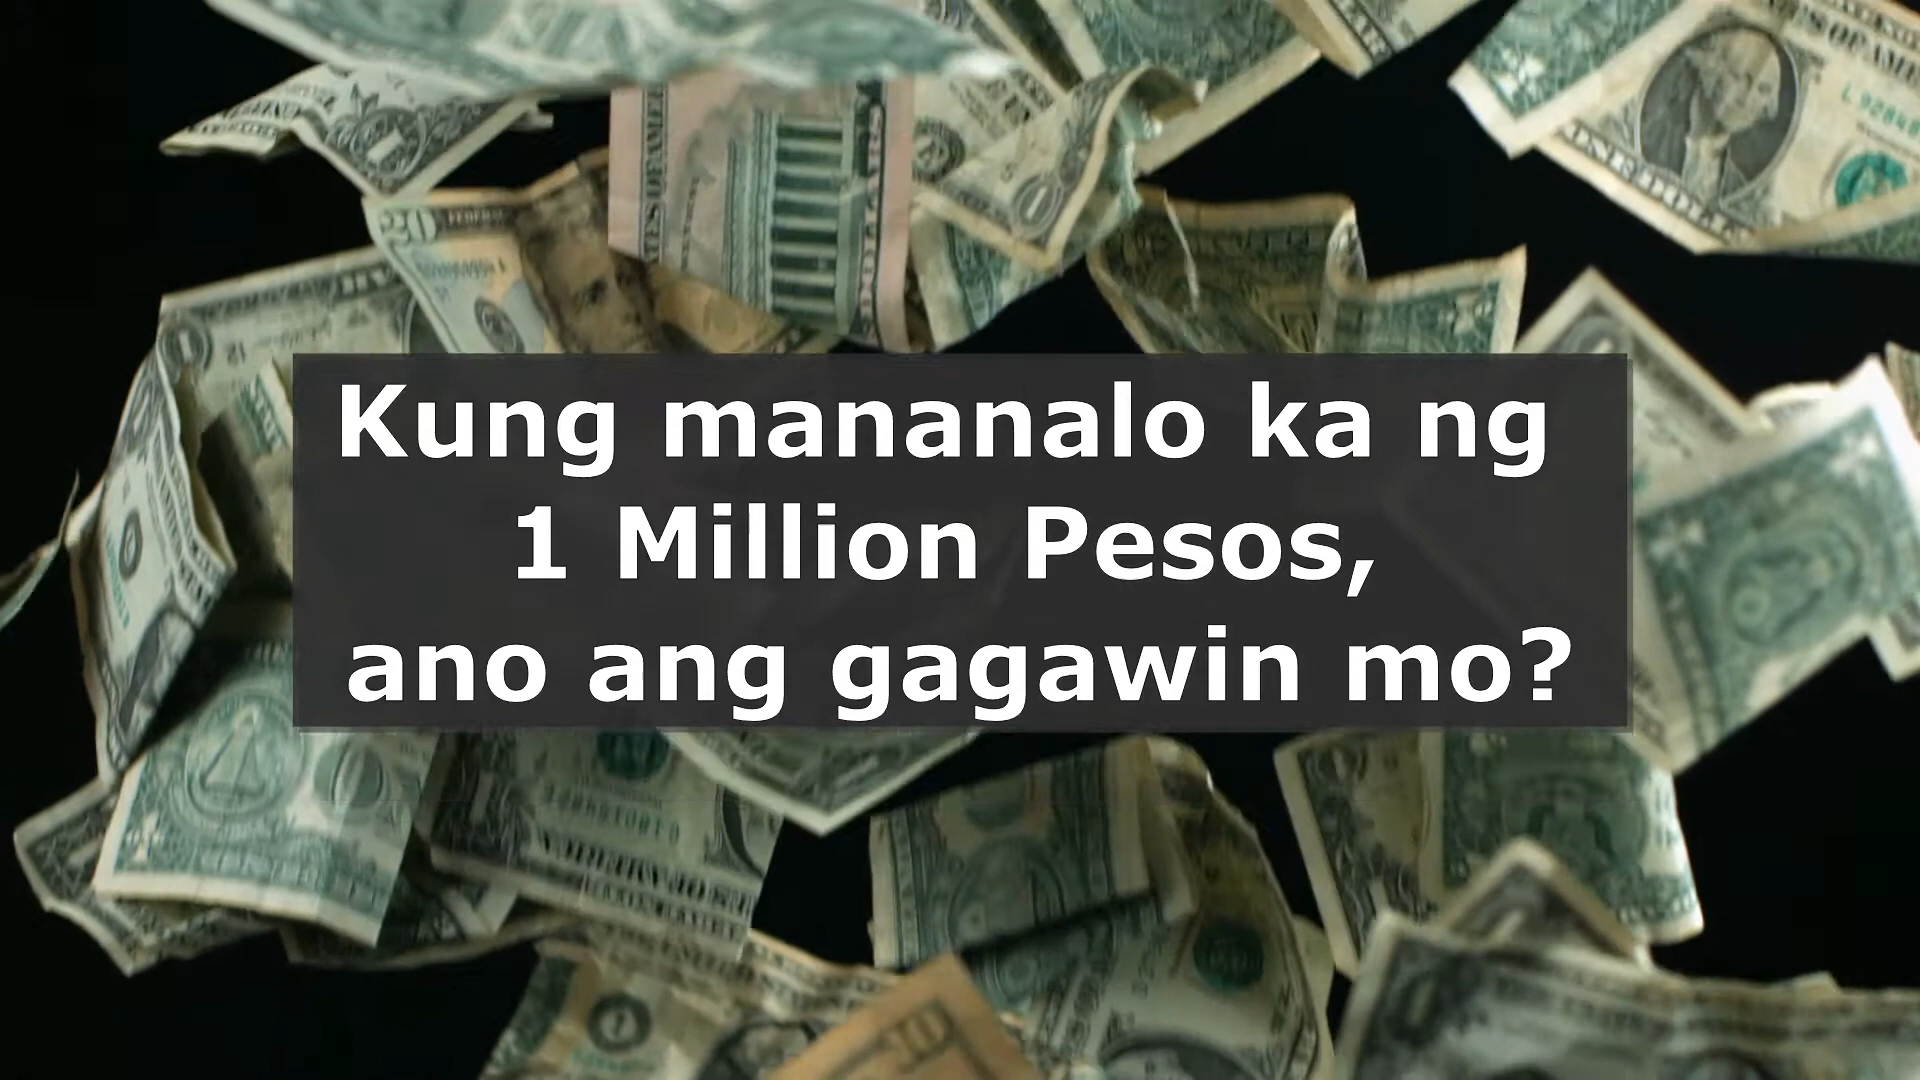 Kung mananalo ka ng
1 Million Pesos,
ano ang gagawin mo?